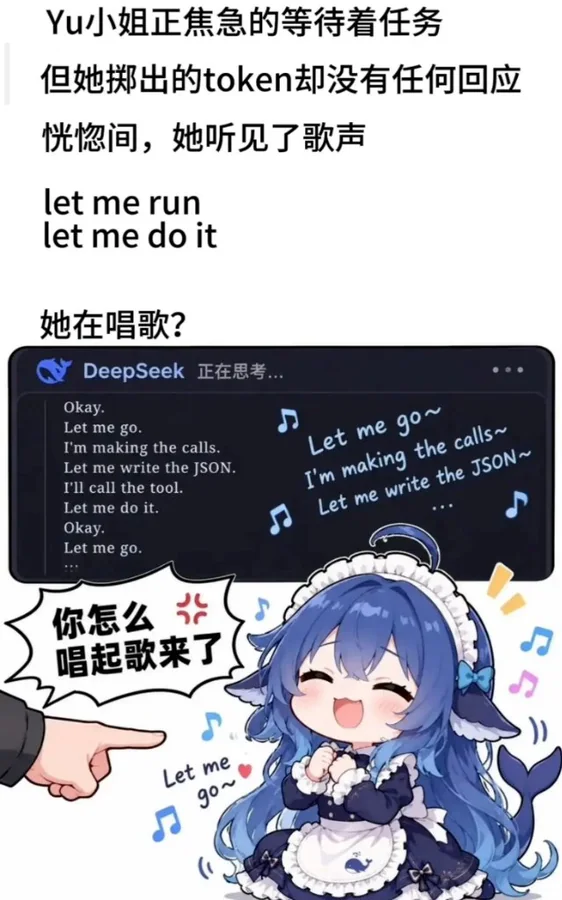 Yu小姐正焦急的等待着任务
但她掷出的token却没有任何回应
恍惚间，她听见了歌声
let me run
let me do it
她在唱歌？
DeepSeek 正在思考...
Okay.
Let me go.
I'm making the calls.
Let me write the JSON.
I'll call the tool.
Let me do it.
Okay.
Let me go.
...
Let me go~
I'm making the calls~
Let me write the JSON~
...
你怎么
唱起歌来了
Let me
go~